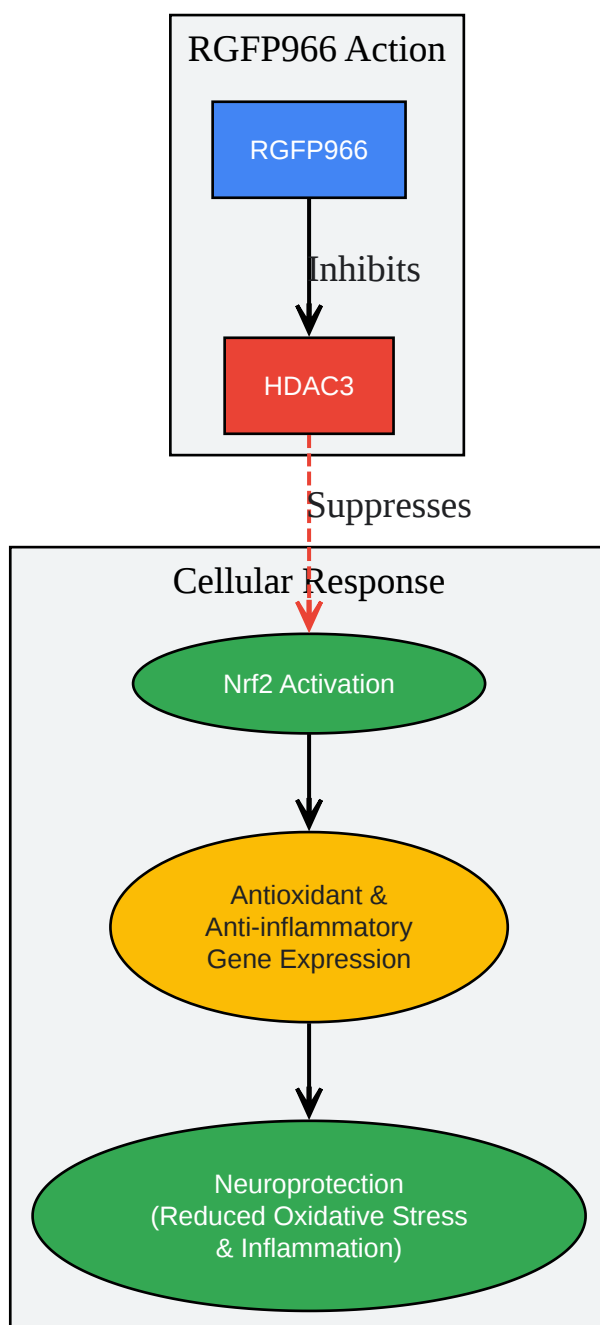 RGFP966 Action
RGFP966
Inhibits
HDAC3
Suppresses
Cellular Response
Nrf2 Activation
Antioxidant &
Anti-inflammatory
Gene Expression
Neuroprotection
(Reduced Oxidative Stress
& Inflammation)